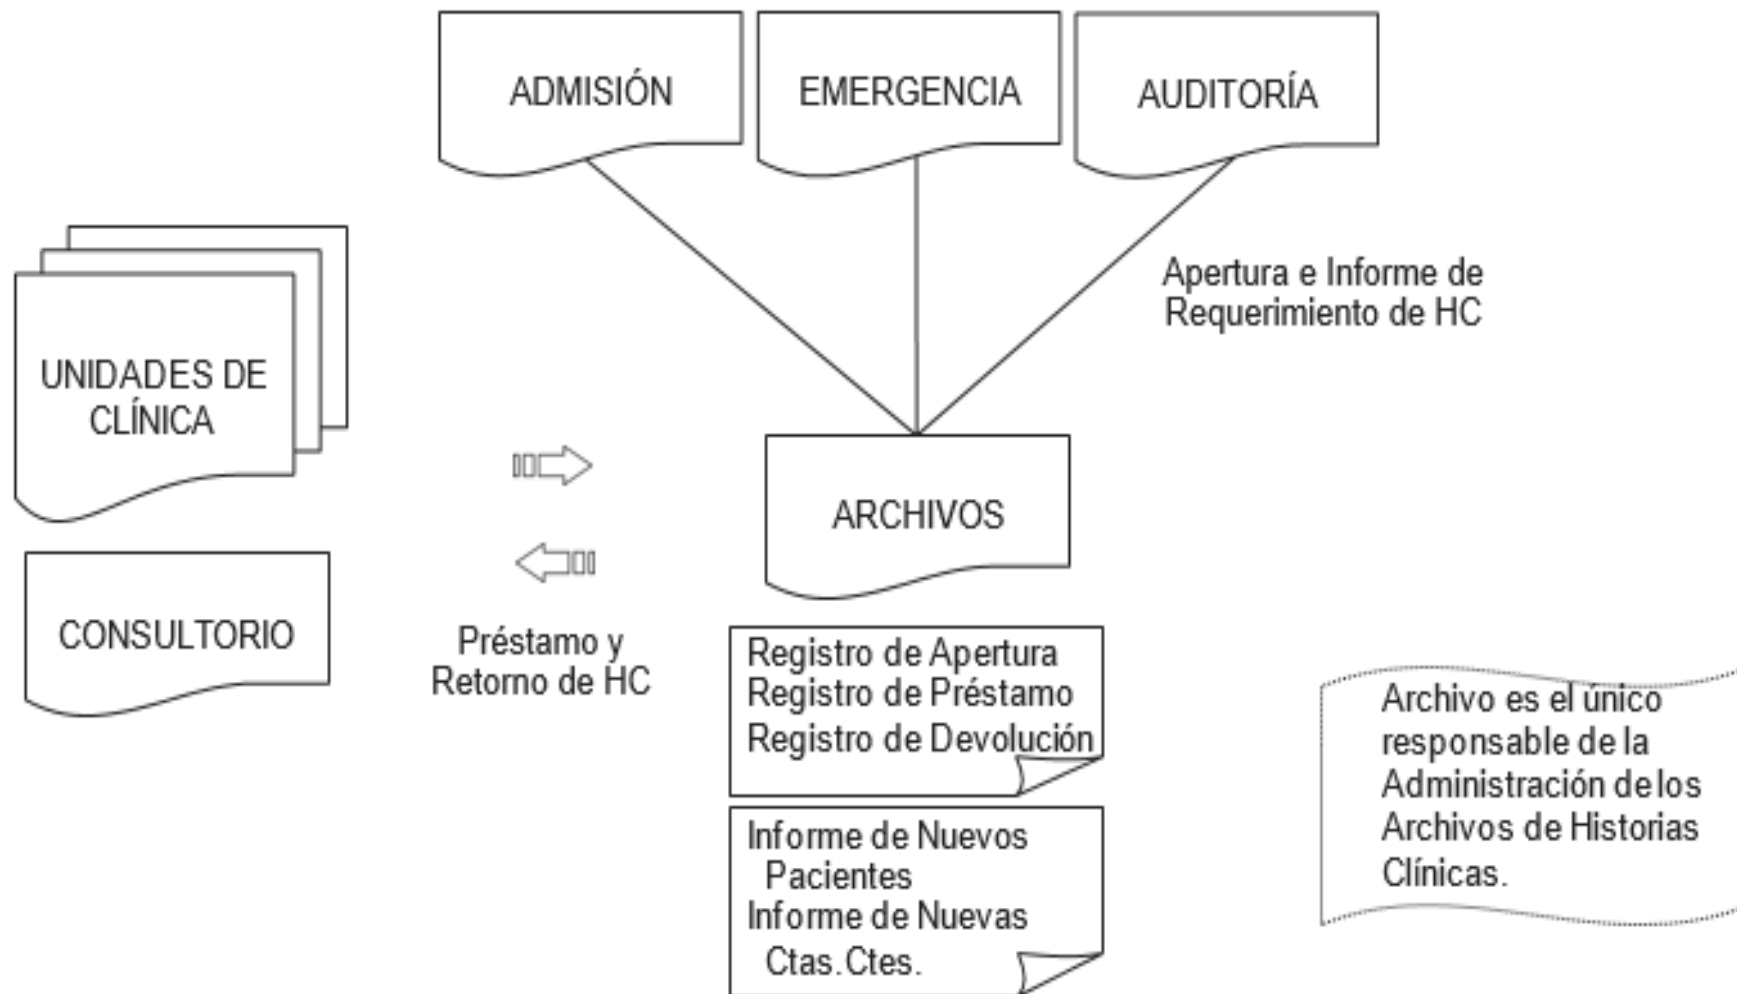 ADMISIÓN
EMERGENCIA
AUDITORÍA
Apertura e Informe de
Requerimiento de HC
UNIDADES DE
CLÍNICA
ARCHIVOS
CONSULTORIO
Préstamo y
Retorno de HC
Registro de Apertura
Registro de Préstamo
Registro de Devolución
Informe de Nuevos
Pacientes
Informe de Nuevas
Ctas.Ctes.
Archivo es el único
responsable de la
Administración de los
Archivos de Historias
Clínicas.